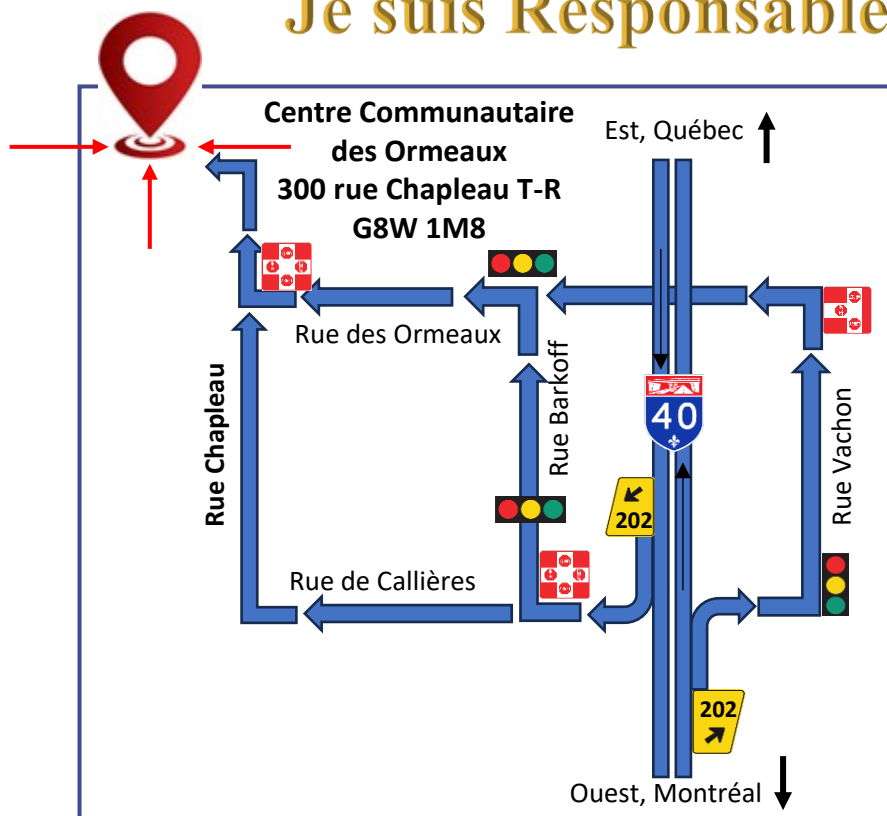 Je suis Responsable
Centre Communautaire
des Ormeaux
300 rue Chapleau T-R
G8W 1M8
Est, Québec
Rue des Ormeaux
Rue Chapleau
Rue Barkoff
40
Rue Vachon
202
Rue de Callières
202
Ouest, Montréal